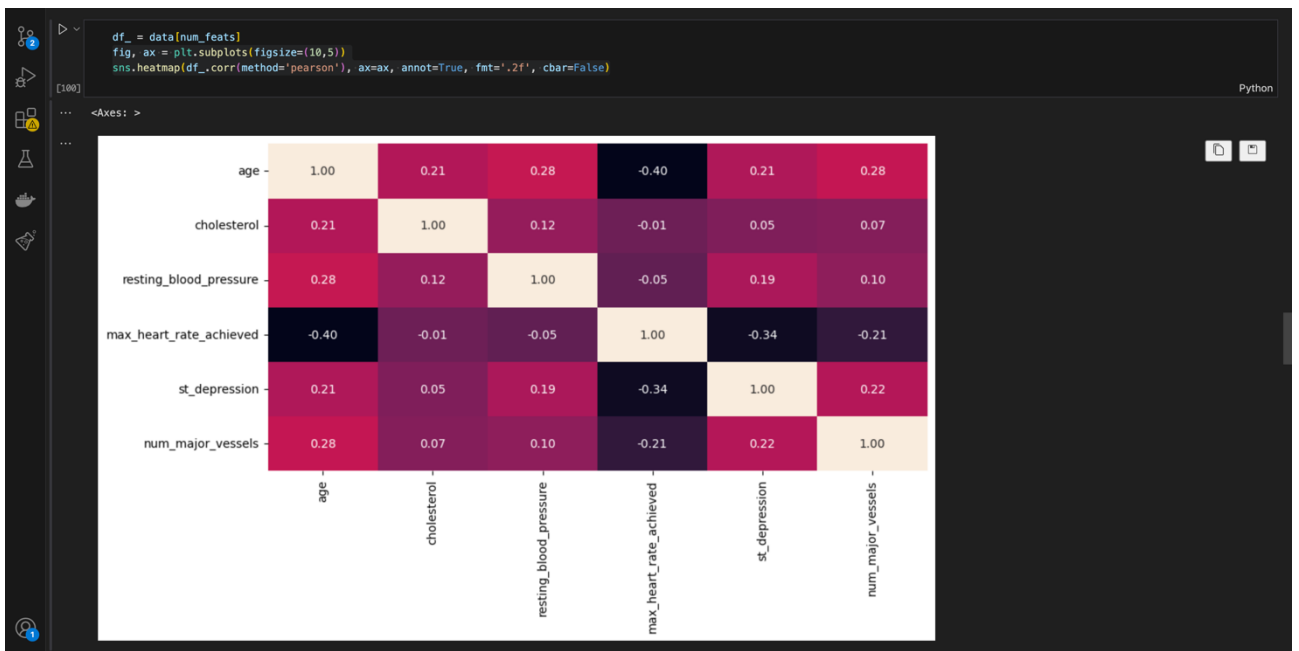 df_ = data[num_feats]
fig, ax = plt.subplots(figsize=(10,5))
sns.heatmap(df_.corr(method='pearson'), ax=ax, annot=True, fmt='.2f', cbar=False)
[100]
Python
<Axes: >
age 1.00 0.21 0.28 -0.40 0.21 0.28
cholesterol 0.21 1.00 0.12 -0.01 0.05 0.07
resting_blood_pressure 0.28 0.12 1.00 -0.05 0.19 0.10
max_heart_rate_achieved -0.40 -0.01 -0.05 1.00 -0.34 -0.21
st_depression 0.21 0.05 0.19 -0.34 1.00 0.22
num_major_vessels 0.28 0.07 0.10 -0.21 0.22 1.00
age
cholesterol
resting_blood_pressure
max_heart_rate_achieved
st_depression
num_major_vessels
2
1